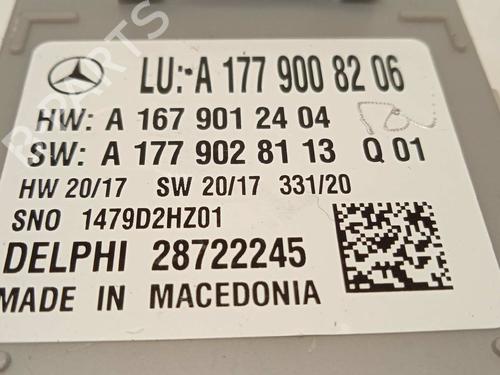 LU: A 177 900 82 06
HW: A 167 901 24 04
SW: A 177 902 81 13 Q 01
HW 20/17 SW 20/17 331/20
SNO 1479D2HZ01
DELPHI 28722245
MADE IN MACEDONIA